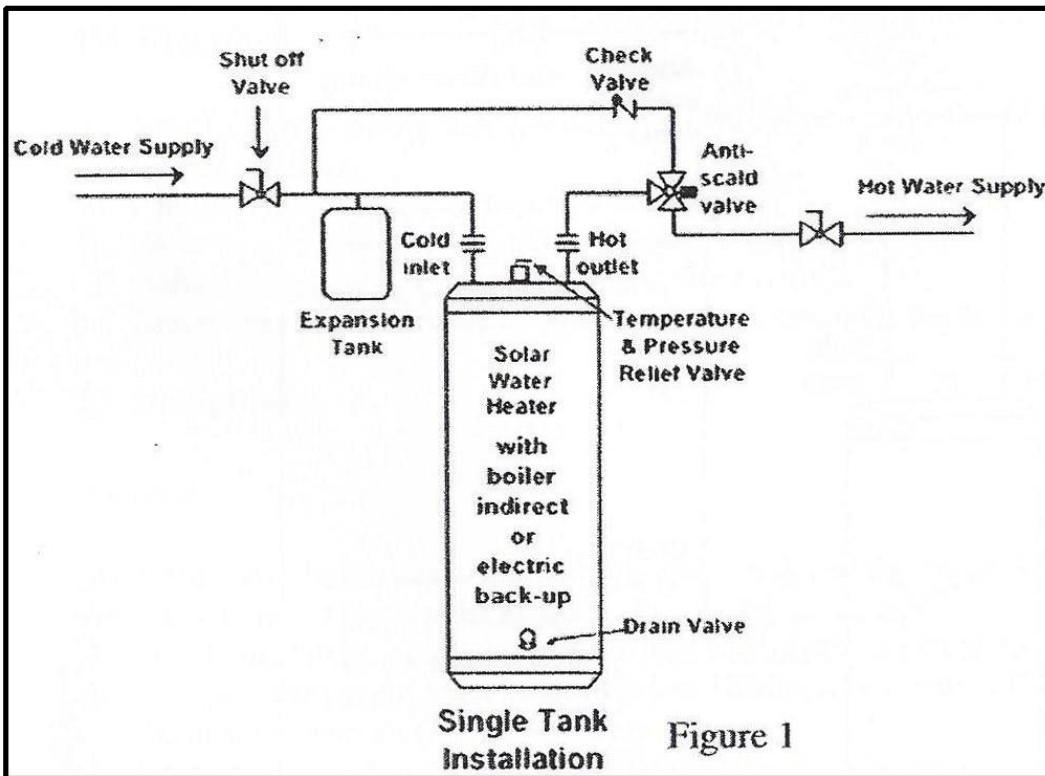 Shut off
Valve
Check
Valve
Cold Water Supply
Anti-
scald
valve
Hot Water Supply
Cold
inlet
Hot
outlet
Expansion
Tank
Temperature
& Pressure
Relief Valve
Solar
Water
Heater
with
boiler
indirect
or
electric
back-up
Drain Valve
Single Tank
Installation
Figure 1